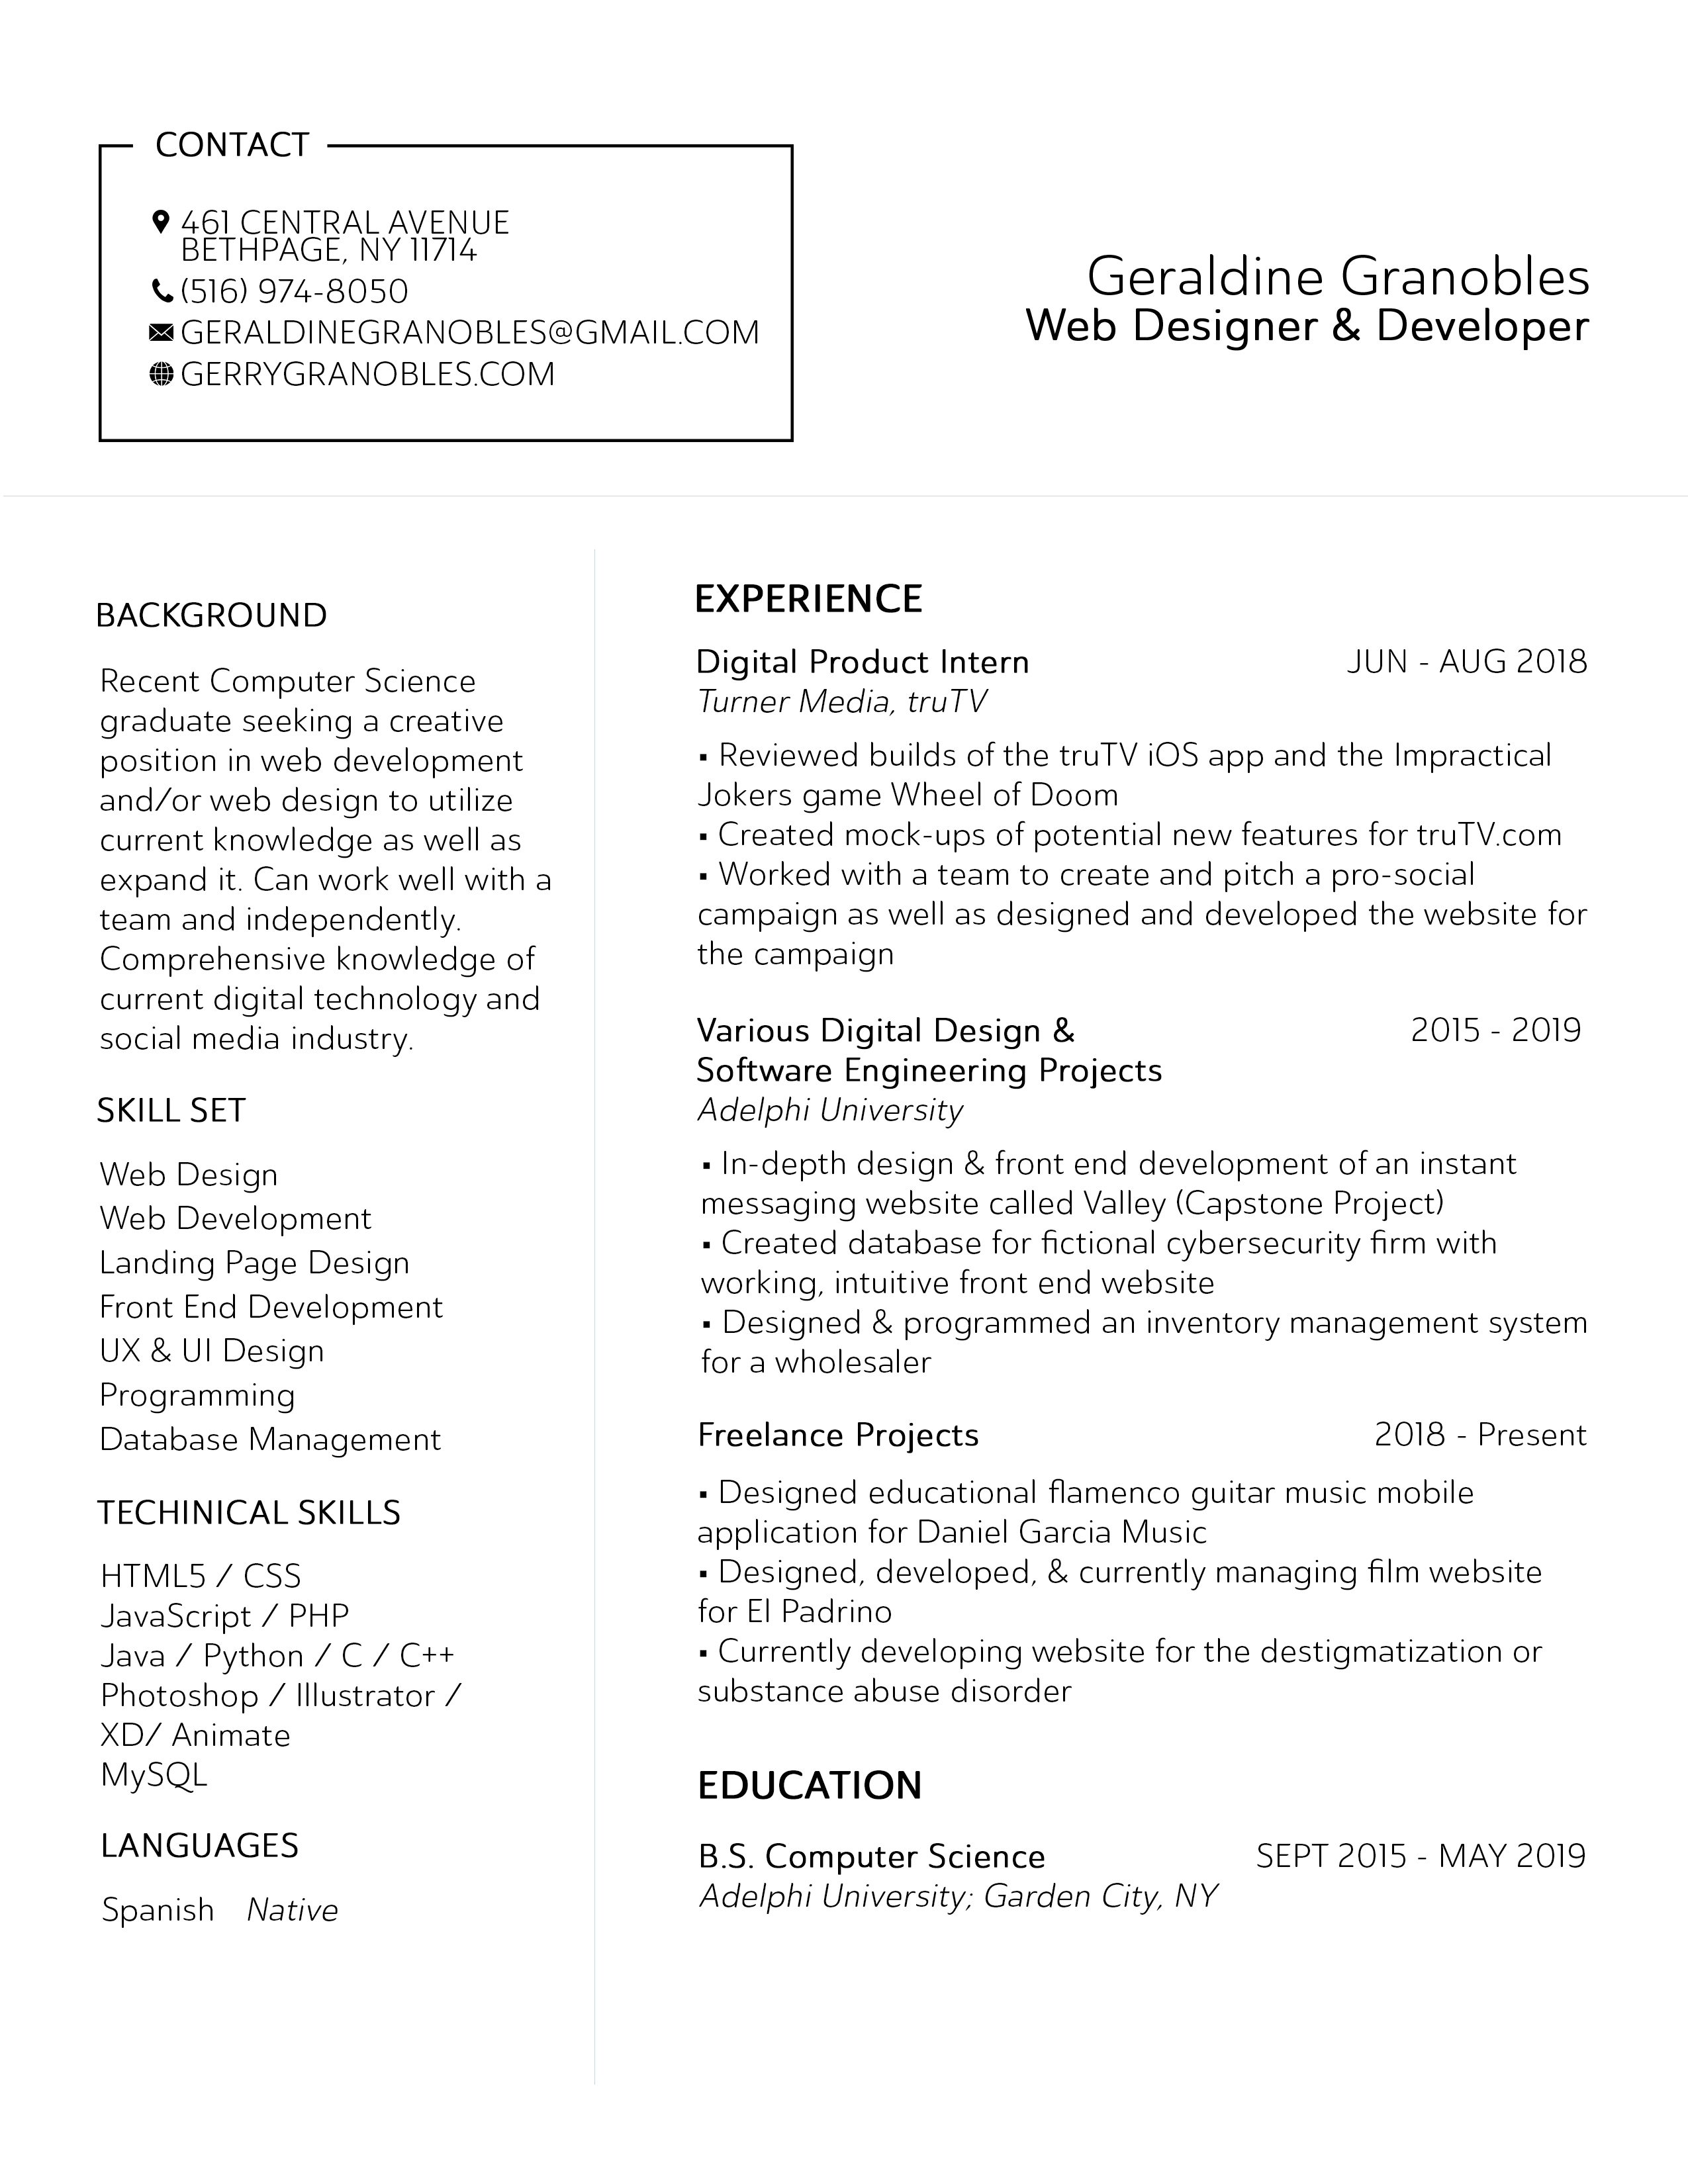 CONTACT
461 CENTRAL AVENUE
BETHPAGE, NY 11714
(516) 974-8050
GERALDINEGRANOBLES@GMAIL.COM
GERRYGRANOBLES.COM
Geraldine Granobles
Web Designer & Developer
BACKGROUND
Recent Computer Science
graduate seeking a creative
position in web development
and/or web design to utilize
current knowledge as well as
expand it. Can work well with a
team and independently.
Comprehensive knowledge of
current digital technology and
social media industry.
SKILL SET
Web Design
Web Development
Landing Page Design
Front End Development
UX & UI Design
Programming
Database Management
TECHINICAL SKILLS
HTML5 / CSS
JavaScript / PHP
Java / Python / C / C++
Photoshop / Illustrator /
XD/ Animate
MySQL
LANGUAGES
Spanish Native
EXPERIENCE
Digital Product Intern JUN - AUG 2018
Turner Media, truTV
▪ Reviewed builds of the truTV iOS app and the Impractical
Jokers game Wheel of Doom
▪ Created mock-ups of potential new features for truTV.com
▪ Worked with a team to create and pitch a pro-social
campaign as well as designed and developed the website for
the campaign
Various Digital Design & 2015 - 2019
Software Engineering Projects
Adelphi University
▪ In-depth design & front end development of an instant
messaging website called Valley (Capstone Project)
▪ Created database for fictional cybersecurity firm with
working, intuitive front end website
▪ Designed & programmed an inventory management system
for a wholesaler
Freelance Projects 2018 - Present
▪ Designed educational flamenco guitar music mobile
application for Daniel Garcia Music
▪ Designed, developed, & currently managing film website
for El Padrino
▪ Currently developing website for the destigmatization or
substance abuse disorder
EDUCATION
B.S. Computer Science SEPT 2015 - MAY 2019
Adelphi University; Garden City, NY